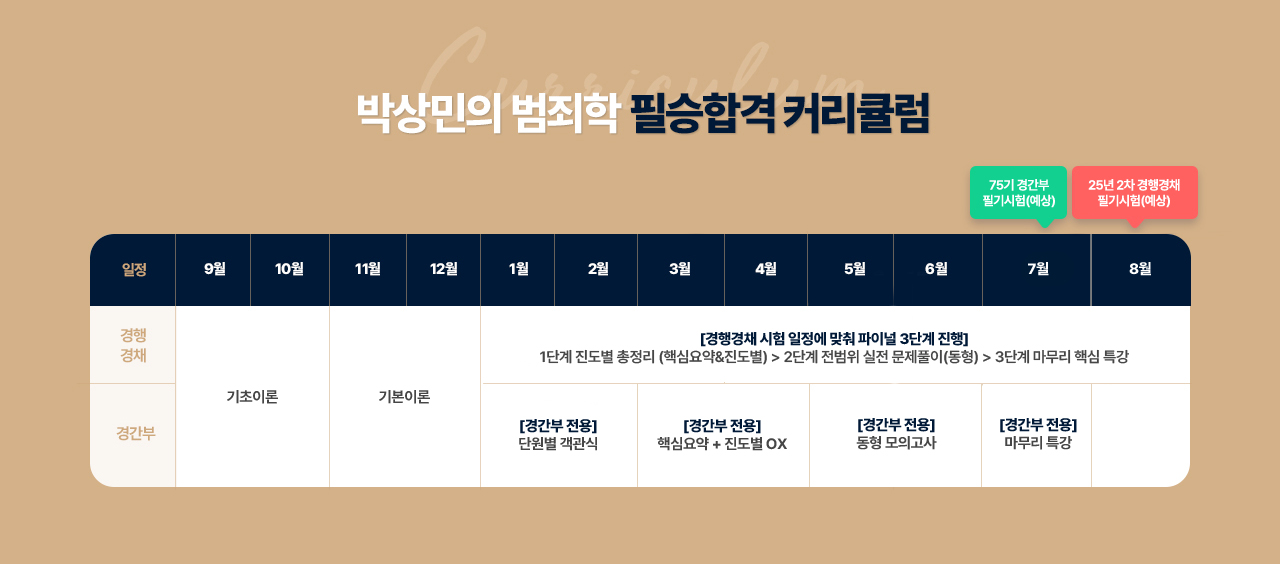 Curriculum
박상민의 범죄학 필승합격 커리큘럼
75기 경간부
필기시험(예상)
25년 2차 경행경채
필기시험(예상)
일정
9월
10월
11월
12월
1월
2월
3월
4월
5월
6월
7월
8월
경행
경채
기초이론
기본이론
[경행경채 시험 일정에 맞춰 파이널 3단계 진행]
1단계 진도별 총정리 (핵심요약&진도별) > 2단계 전범위 실전 문제풀이(동형) > 3단계 마무리 핵심 특강
경간부
[경간부 전용]
단원별 객관식
[경간부 전용]
핵심요약 + 진도별 OX
[경간부 전용]
동형 모의고사
[경간부 전용]
마무리 특강